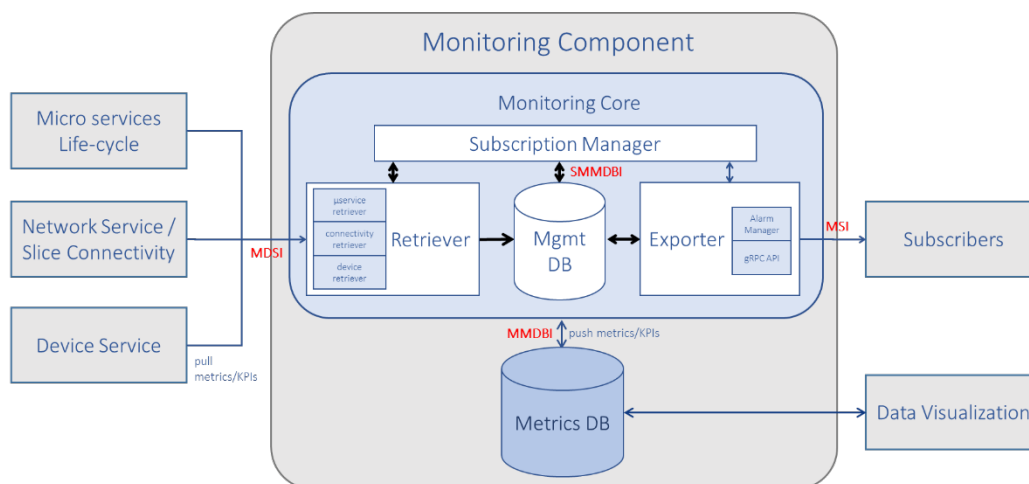 Monitoring Component
Monitoring Core
Micro services
Life-cycle
Subscription Manager
SMMDBI
µservice
retriever
connectivity
retriever
device
retriever
Retriever
Mgmt
DB
Exporter
Alarm
Manager
gRPC API
Network Service /
Slice Connectivity
MDSI
MSI
Subscribers
Device Service
pull
metrics/KPIs
MMDBI
push metrics/KPIs
Metrics DB
Data Visualization